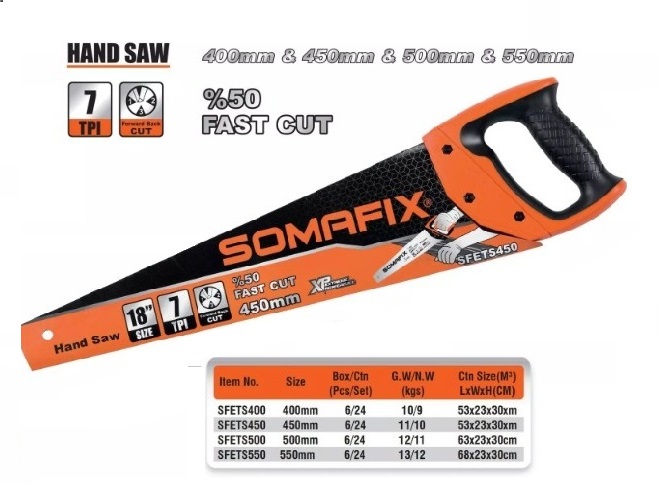 HAND SAW
400mm & 450mm & 500mm & 550mm
7
TPI
Forward Back
CUT
%50
FAST CUT
SOMAFIX®
SOMAFIX
SFETS450
%50
FAST CUT
450mm
XP EXTREME
Hand Saw
18"
SIZE
7
TPI
CUT
Item No. Size Box/Ctn (Pcs/Set) G.W/N.W (kgs) Ctn Size(M³) LxWxH(CM)
SFETS400 400mm 6/24 10/9 53x23x30xm
SFETS450 450mm 6/24 11/10 53x23x30xm
SFETS500 500mm 6/24 12/11 63x23x30cm
SFETS550 550mm 6/24 13/12 68x23x30cm